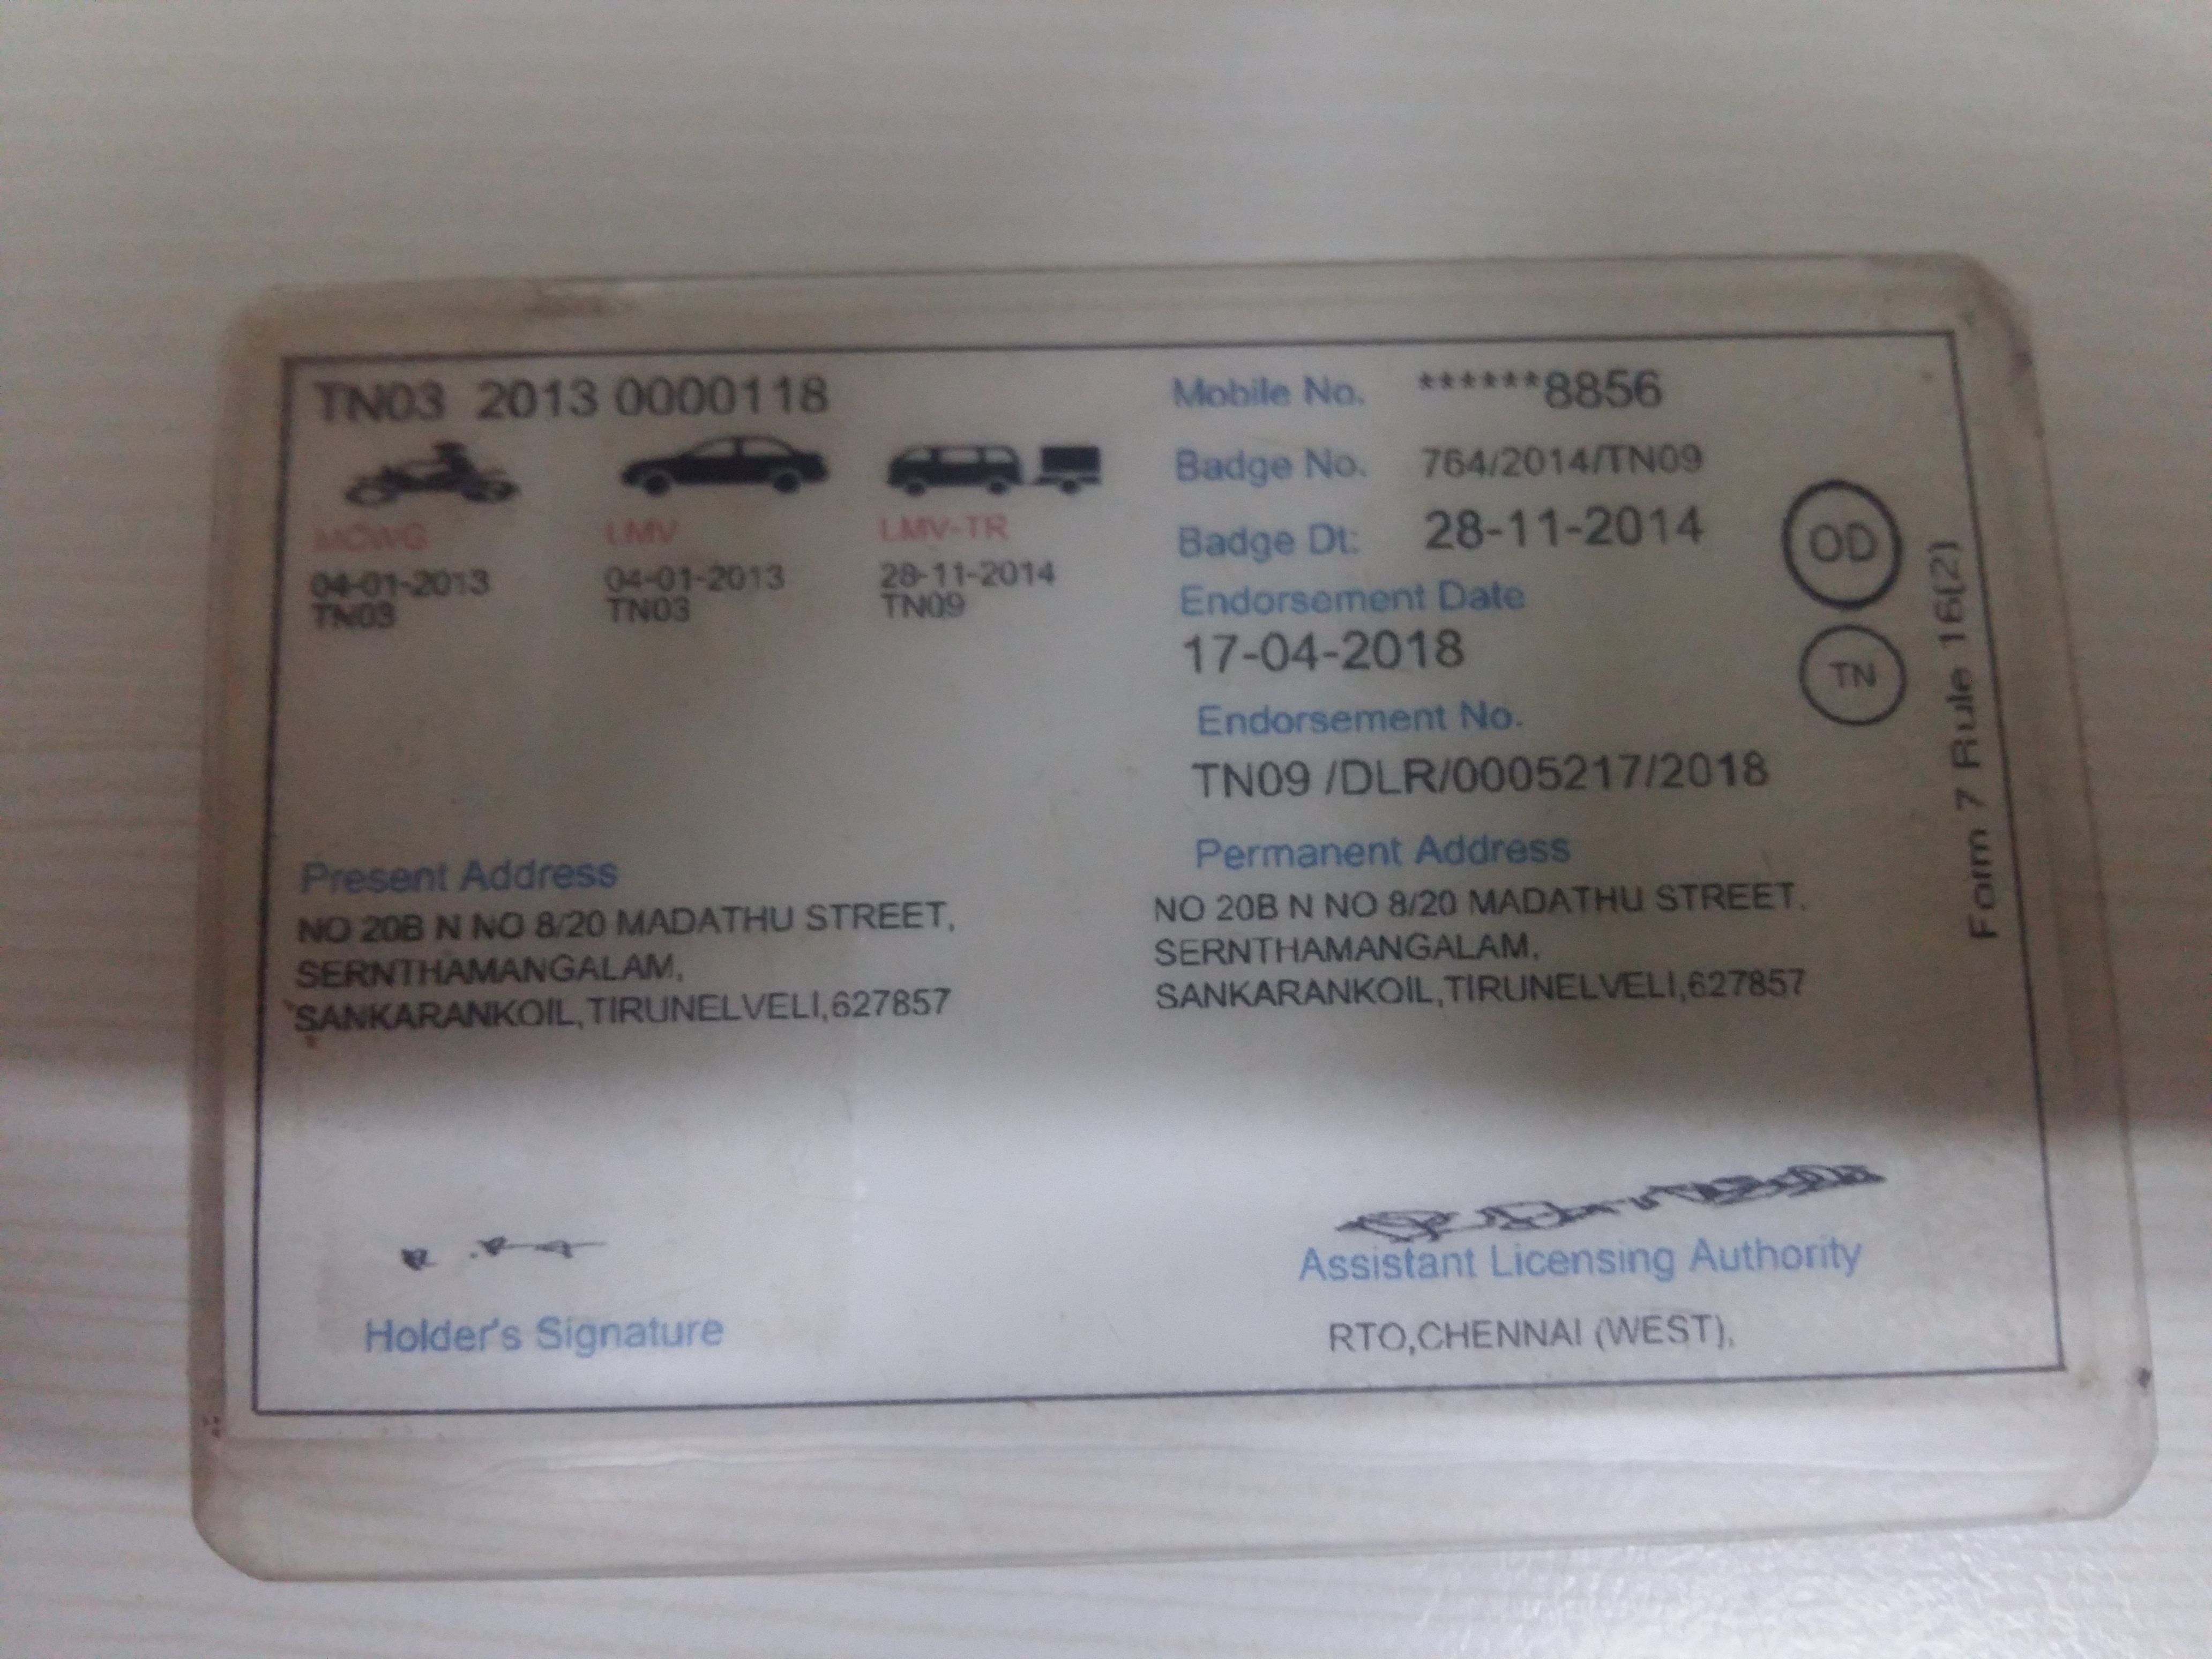 TN03 2013 0000118
MCWG LMV LMV-TR
04-01-2013 04-01-2013 28-11-2014
TN03 TN03 TN09
Mobile No. ******8856
Badge No. 764/2014/TN09
Badge Dt: 28-11-2014
Endorsement Date
17-04-2018
Endorsement No.
TN09 /DLR/0005217/2018
OD
TN
Form 7 Rule 16(2)
Present Address
NO 20B N NO 8/20 MADATHU STREET,
SERNTHAMANGALAM,
SANKARANKOIL,TIRUNELVELI,627857
Permanent Address
NO 20B N NO 8/20 MADATHU STREET,
SERNTHAMANGALAM,
SANKARANKOIL,TIRUNELVELI,627857
Holder's Signature
Assistant Licensing Authority
RTO,CHENNAI (WEST),